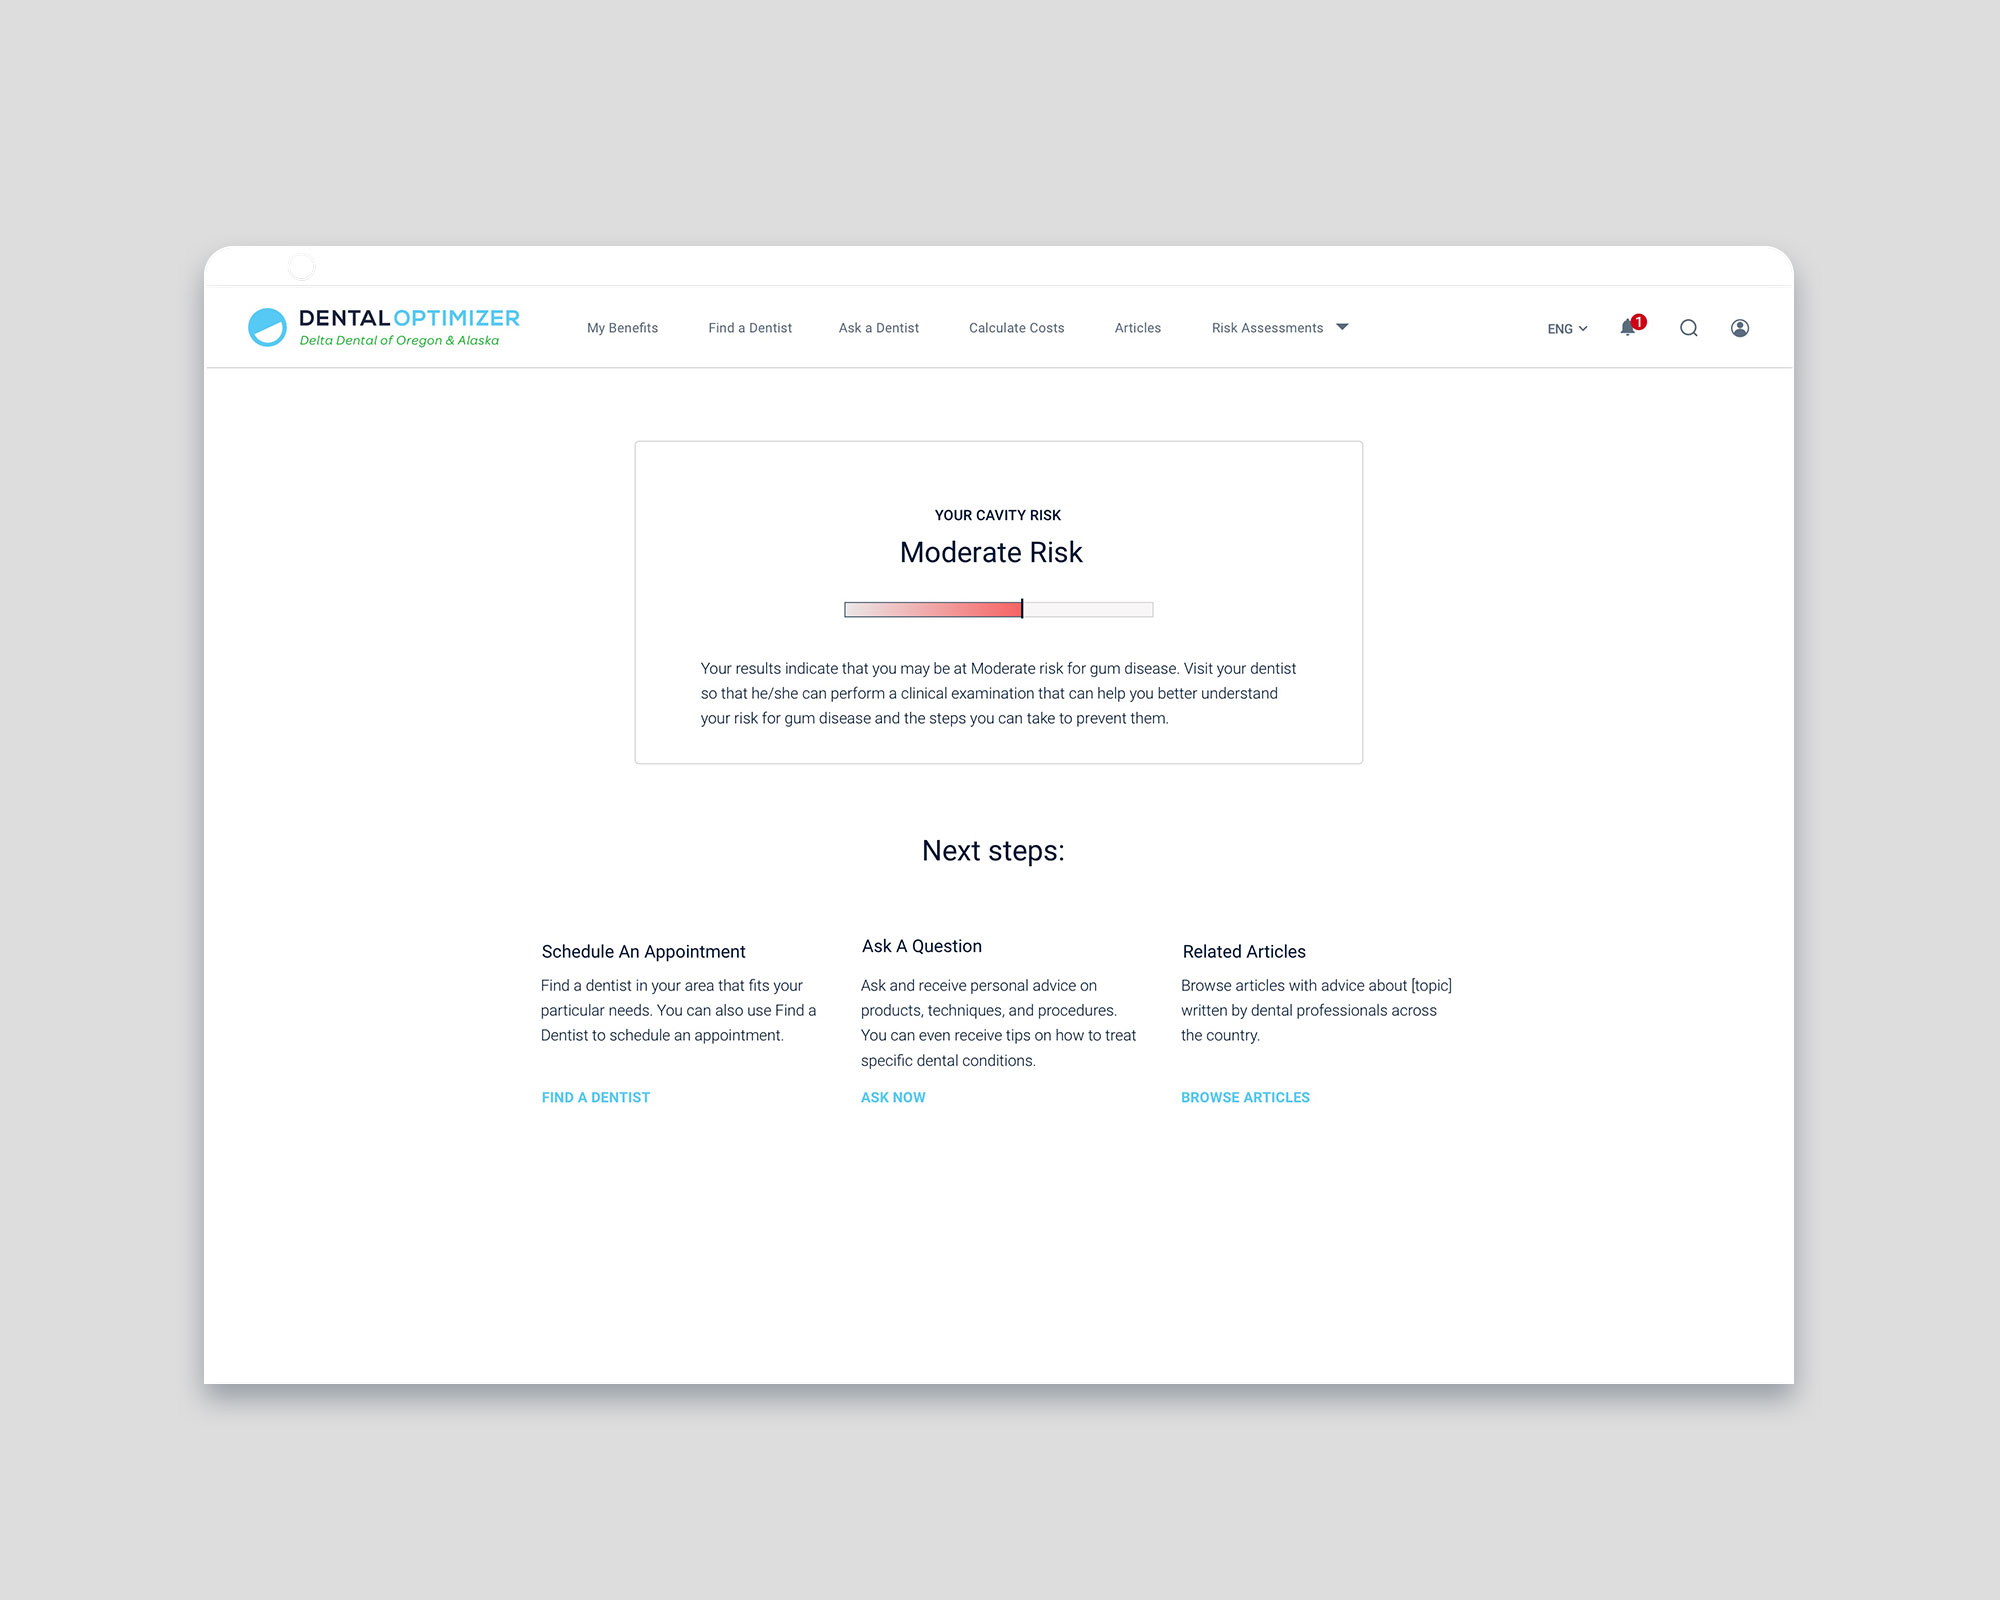 DENTALOPTIMIZER
Delta Dental of Oregon & Alaska
My Benefits
Find a Dentist
Ask a Dentist
Calculate Costs
Articles
Risk Assessments
ENG
1
YOUR CAVITY RISK
Moderate Risk
Your results indicate that you may be at Moderate risk for gum disease. Visit your dentist
so that he/she can perform a clinical examination that can help you better understand
your risk for gum disease and the steps you can take to prevent them.
Next steps:
Schedule An Appointment
Find a dentist in your area that fits your
particular needs. You can also use Find a
Dentist to schedule an appointment.
FIND A DENTIST
Ask A Question
Ask and receive personal advice on
products, techniques, and procedures.
You can even receive tips on how to treat
specific dental conditions.
ASK NOW
Related Articles
Browse articles with advice about [topic]
written by dental professionals across
the country.
BROWSE ARTICLES